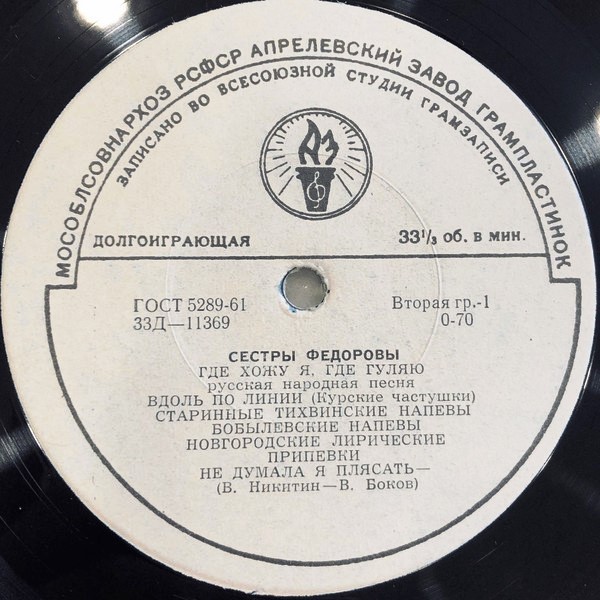 МОСОБЛСОВНАРХОЗ РСФСР АПРЕЛЕВСКИЙ ЗАВОД ГРАМПЛАСТИНОК
ЗАПИСАНО ВО ВСЕСОЮЗНОЙ СТУДИИ ГРАМЗАПИСИ
АЗ
ДОЛГОИГРАЮЩАЯ 33⅓ об. в мин.
ГОСТ 5289-61 Вторая гр.-1
33Д—11369 0-70
СЕСТРЫ ФЕДОРОВЫ
ГДЕ ХОЖУ Я, ГДЕ ГУЛЯЮ
русская народная песня
ВДОЛЬ ПО ЛИНИИ (Курские частушки)
СТАРИННЫЕ ТИХВИНСКИЕ НАПЕВЫ
БОБЫЛЕВСКИЕ НАПЕВЫ
НОВГОРОДСКИЕ ЛИРИЧЕСКИЕ
ПРИПЕВКИ
НЕ ДУМАЛА Я ПЛЯСАТЬ—
(В. Никитин—В. Боков)